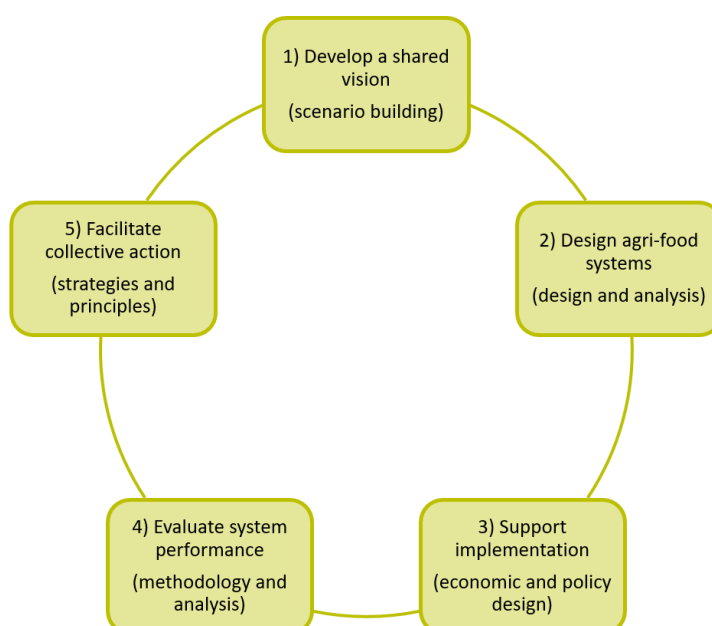 1) Develop a shared
vision
(scenario building)
2) Design agri-food
systems
(design and analysis)
3) Support
implementation
(economic and policy
design)
4) Evaluate system
performance
(methodology and
analysis)
5) Facilitate
collective action
(strategies and
principles)